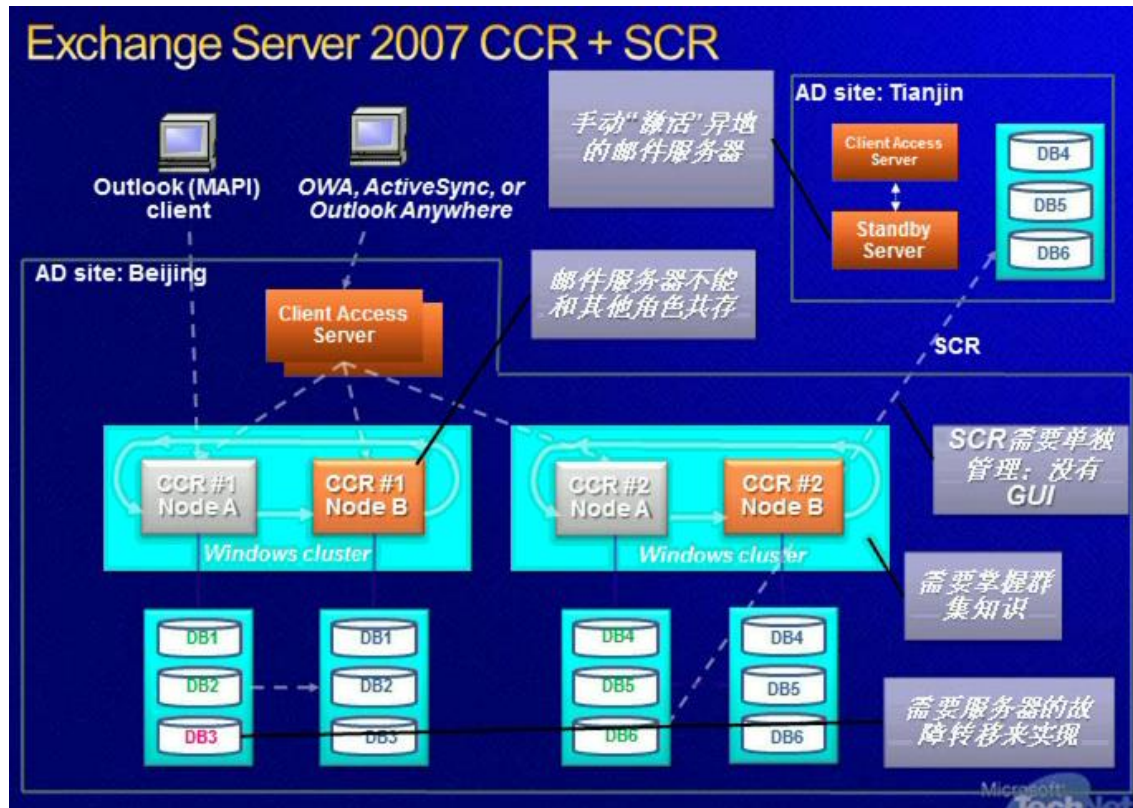 Exchange Server 2007 CCR + SCR
Outlook (MAPI)
client
OWA, ActiveSync, or
Outlook Anywhere
手动“激活”异地
的邮件服务器
AD site: Tianjin
Client Access
Server
Standby
Server
DB4
DB5
DB6
AD site: Beijing
Client Access
Server
邮件服务器不能
和其他角色共存
SCR
CCR #1
Node A
CCR #1
Node B
Windows cluster
CCR #2
Node A
CCR #2
Node B
Windows cluster
SCR需要单独
管理：没有
GUI
需要掌握群
集知识
DB1
DB2
DB3
DB1
DB2
DB3
DB4
DB5
DB6
DB4
DB5
DB6
需要服务器的故
障转移来实现
Microsoft